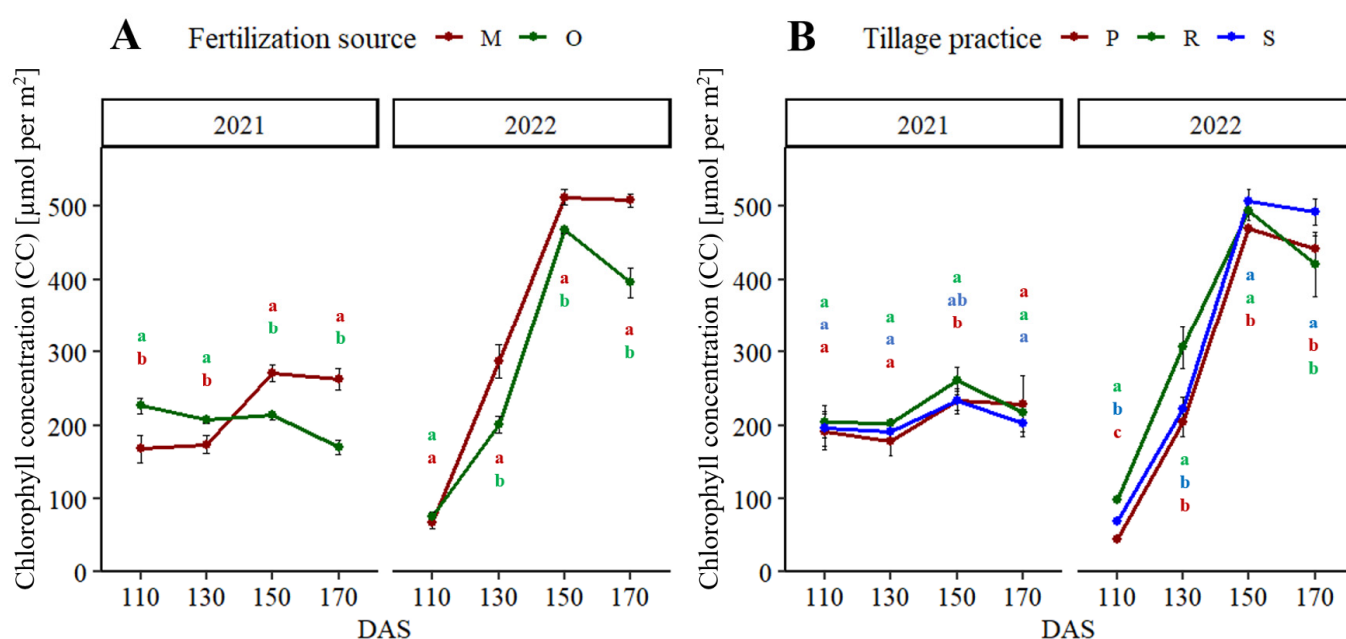 A Fertilization source M O
2021 2022
Chlorophyll concentration (CC) [µmol per m²]
500
400
300
200
100
0
a a a a
b b b b
a a a a
a b b b
110 130 150 170 110 130 150 170
DAS
B Tillage practice P R S
2021 2022
Chlorophyll concentration (CC) [µmol per m²]
500
400
300
200
100
0
a a a a
a a ab a
a a b a
a a a a
b b a b
c b b b
110 130 150 170 110 130 150 170
DAS